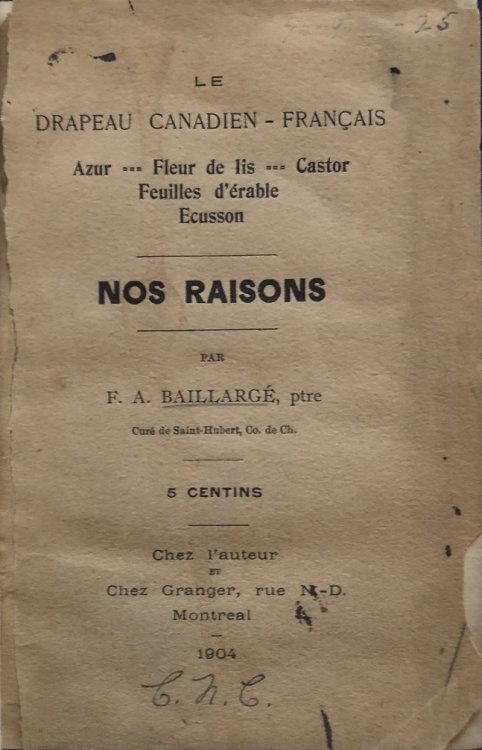 25
LE
DRAPEAU CANADIEN - FRANÇAIS
Azur --- Fleur de lis --- Castor
Feuilles d'érable
Ecusson
NOS RAISONS
PAR
F. A. BAILLARGÉ, ptre
Curé de Saint-Hubert, Co. de Ch.
5 CENTINS
Chez l'auteur
ET
Chez Granger, rue N.-D.
Montreal
1904
C. N. C.